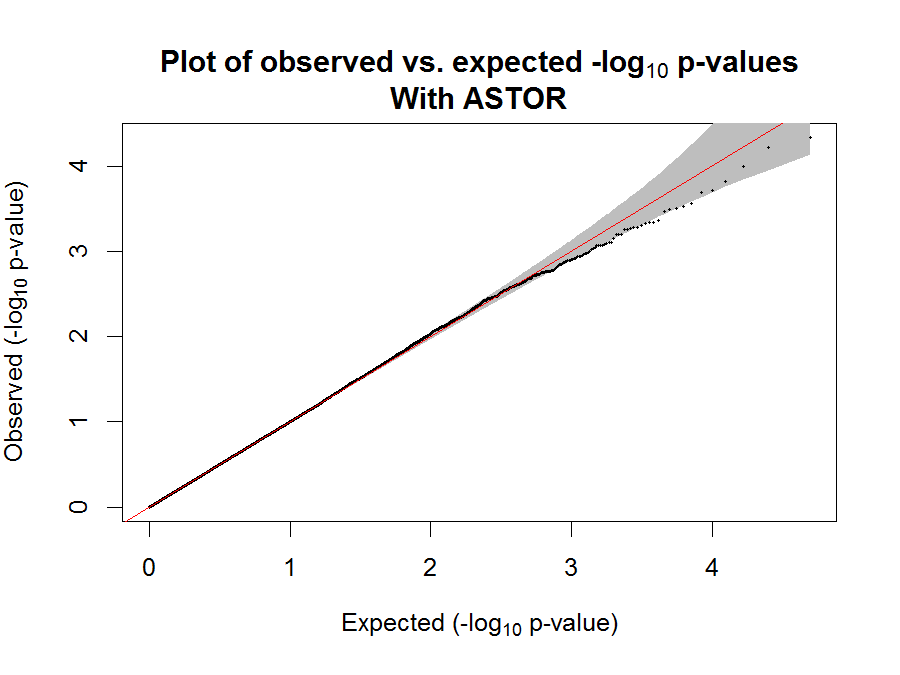 Plot of observed vs. expected -log10 p-values
With ASTOR
Observed (-log10 p-value)
4
3
2
1
0
0 1 2 3 4
Expected (-log10 p-value)